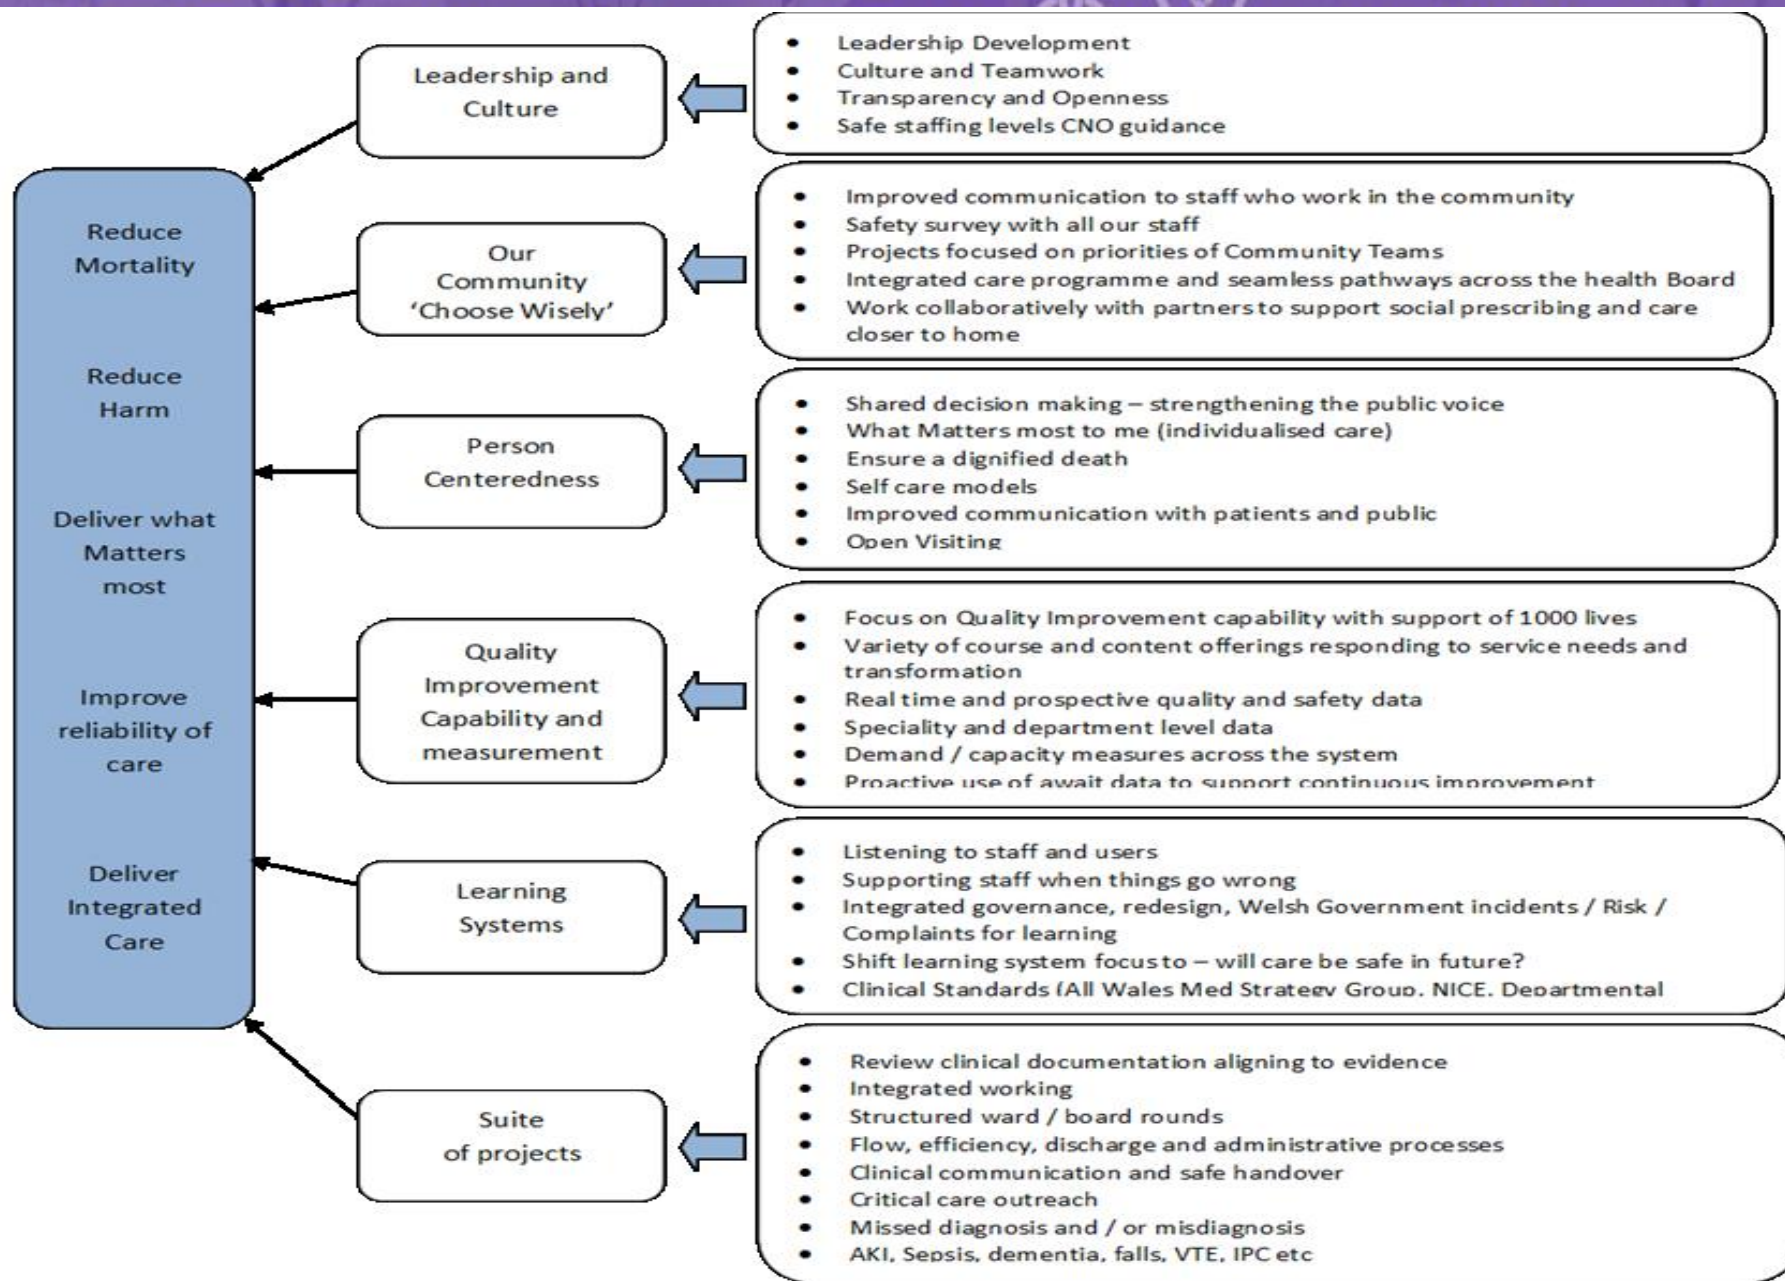 Reduce
Mortality
Reduce
Harm
Deliver what
Matters
most
Improve
reliability of
care
Deliver
Integrated
Care
Leadership and
Culture
• Leadership Development
• Culture and Teamwork
• Transparency and Openness
• Safe staffing levels CNO guidance
Our
Community
‘Choose Wisely’
• Improved communication to staff who work in the community
• Safety survey with all our staff
• Projects focused on priorities of Community Teams
• Integrated care programme and seamless pathways across the health Board
• Work collaboratively with partners to support social prescribing and care
closer to home
Person
Centeredness
• Shared decision making – strengthening the public voice
• What Matters most to me (individualised care)
• Ensure a dignified death
• Self care models
• Improved communication with patients and public
• Open Visiting
Quality
Improvement
Capability and
measurement
• Focus on Quality Improvement capability with support of 1000 lives
• Variety of course and content offerings responding to service needs and
transformation
• Real time and prospective quality and safety data
• Speciality and department level data
• Demand / capacity measures across the system
• Proactive use of await data to support continuous improvement
Learning
Systems
• Listening to staff and users
• Supporting staff when things go wrong
• Integrated governance, redesign, Welsh Government incidents / Risk /
Complaints for learning
• Shift learning system focus to – will care be safe in future?
• Clinical Standards (All Wales Med Strategy Group, NICE, Departmental
Suite
of projects
• Review clinical documentation aligning to evidence
• Integrated working
• Structured ward / board rounds
• Flow, efficiency, discharge and administrative processes
• Clinical communication and safe handover
• Critical care outreach
• Missed diagnosis and / or misdiagnosis
• AKI, Sepsis, dementia, falls, VTE, IPC etc